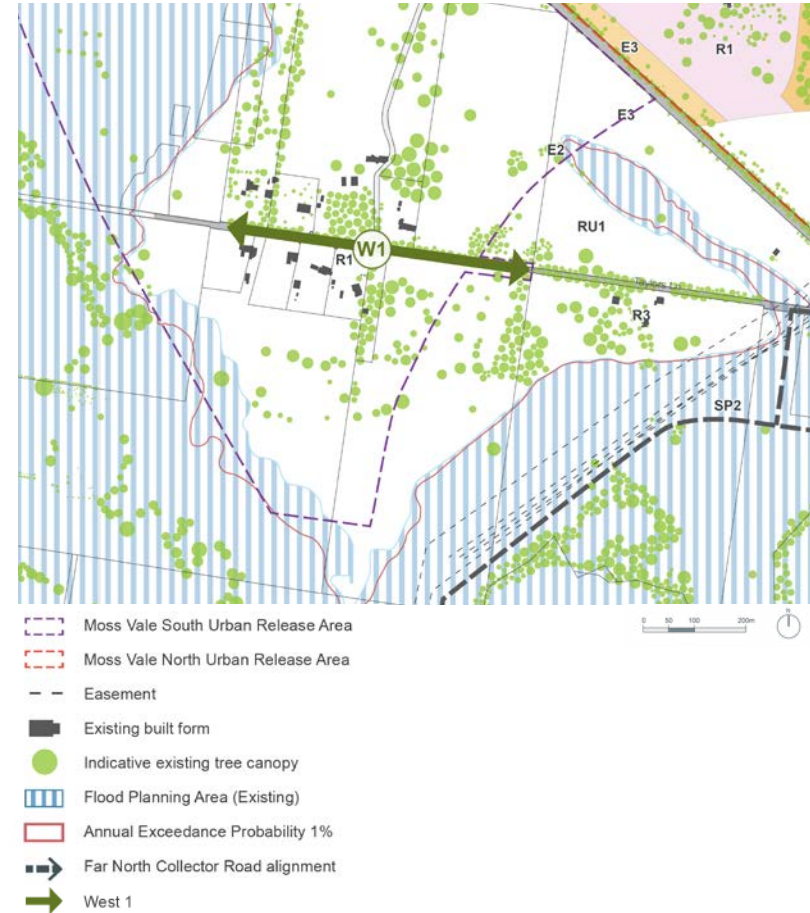 E3
R1
E3
E2
RU1
W1
R1
Taylors Ln
R3
SP2
Moss Vale South Urban Release Area
0 50 100 200m
N
Moss Vale North Urban Release Area
Easement
Existing built form
Indicative existing tree canopy
Flood Planning Area (Existing)
Annual Exceedance Probability 1%
Far North Collector Road alignment
West 1